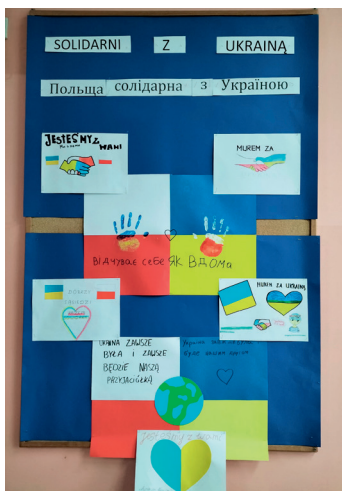 SOLIDARNI Z UKRAINĄ
Польща солідарна з Україною
JESTEŚMY Z
WAMI
MUREM ZA
ВІДЧУВАЄ СЕБЕ ЯК ВДОМА
MUREM ZA UKRAINĄ
UKRAINA ZAWSZE
BYŁA I ZAWSZE
BĘDZIE NASZĄ
PRZYJACIÓŁKĄ